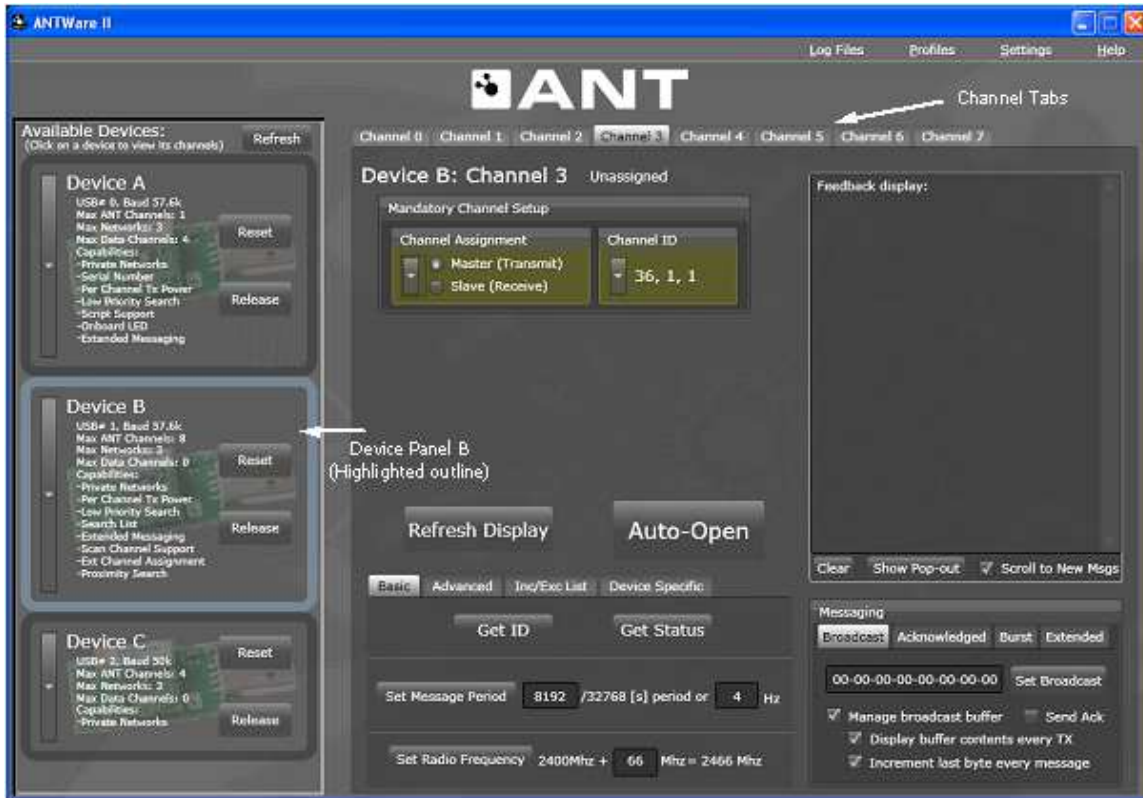 ANTWare II
Log Files Profiles Settings Help
ANT
Channel Tabs
Available Devices:
(Click on a device to view its channels)
Refresh
Device A
USB# 0, Baud 57.6k
Max ANT Channels: 1
Max Networks: 3
Max Data Channels: 4
Capabilities:
-Private Networks
-Serial Number
-Per Channel Tx Power
-Low Priority Search
-Script Support
-Onboard LED
-Extended Messaging
Reset
Release
Device B
USB# 1, Baud 57.6k
Max ANT Channels: 8
Max Networks: 3
Max Data Channels: 0
Capabilities:
-Private Networks
-Per Channel Tx Power
-Low Priority Search
-Search List
-Extended Messaging
-Scan Channel Support
-Ext Channel Assignment
-Proximity Search
Reset
Release
Device Panel B
(Highlighted outline)
Device C
USB# 2, Baud 50k
Max ANT Channels: 4
Max Networks: 3
Max Data Channels: 0
Capabilities:
-Private Networks
Reset
Release
Channel 0 Channel 1 Channel 2 Channel 3 Channel 4 Channel 5 Channel 6 Channel 7
Device B: Channel 3 Unassigned
Mandatory Channel Setup
Channel Assignment
Master (Transmit)
Slave (Receive)
Channel ID
36, 1, 1
Refresh Display Auto-Open
Basic Advanced Inc/Exc List Device Specific
Get ID Get Status
Set Message Period 8192 /32768 [s] period or 4 Hz
Set Radio Frequency 2400Mhz + 66 Mhz= 2466 Mhz
Feedback display:
Clear Show Pop-out Scroll to New Msgs
Messaging
Broadcast Acknowledged Burst Extended
00-00-00-00-00-00-00-00 Set Broadcast
Manage broadcast buffer Send Ack
Display buffer contents every TX
Increment last byte every message